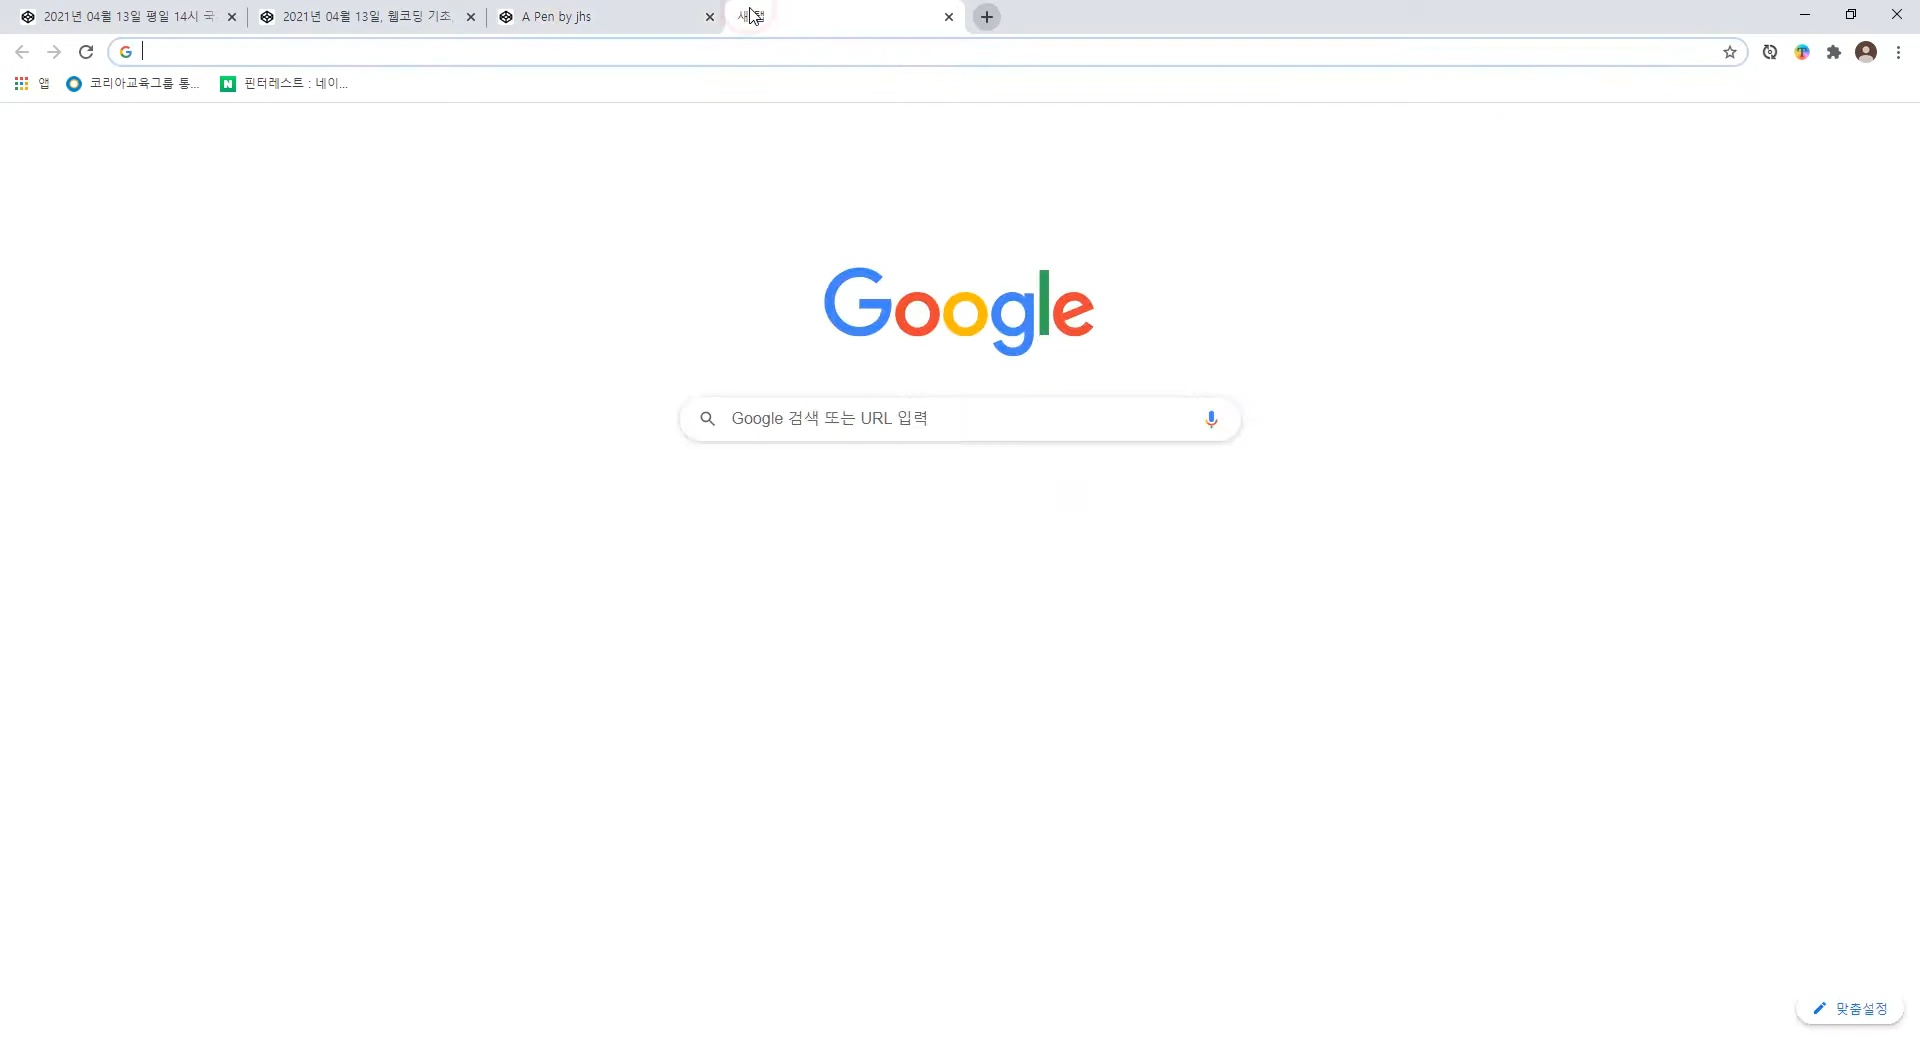 2021년 04월 13일 평일 14시 국
2021년 04월 13일, 웹코딩 기초,
A Pen by jhs
앱
코리아교육그룹 통...
핀터레스트 : 네이...
Google
Google 검색 또는 URL 입력
맞춤설정